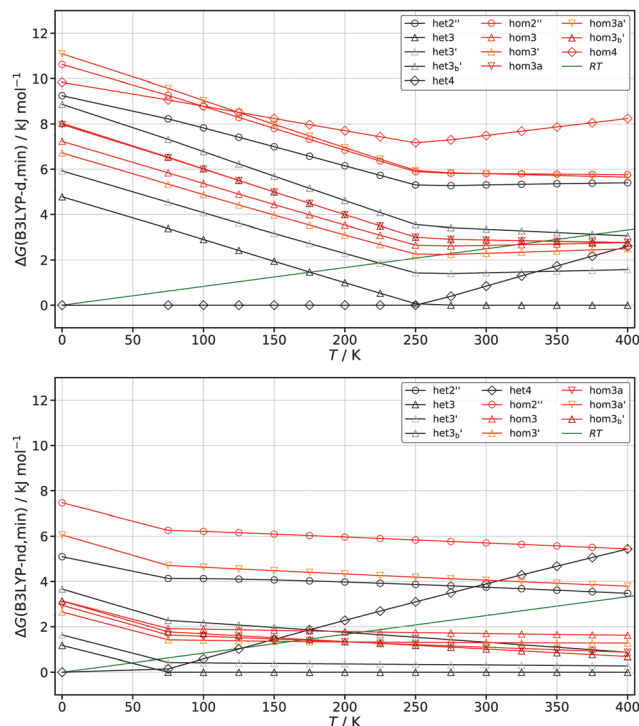 ΔG(B3LYP-d,min) / kJ mol⁻¹
12
10
8
6
4
2
0
het2'' hom2'' hom3a'
het3 hom3 hom3b'
het3' hom3' hom4
het3b' hom3a RT
het4
0 50 100 150 200 250 300 350 400
T / K
ΔG(B3LYP-nd,min) / kJ mol⁻¹
12
10
8
6
4
2
0
het2'' het4 hom3a
het3 hom2'' hom3a'
het3' hom3 hom3b'
het3b' hom3' RT
0 50 100 150 200 250 300 350 400
T / K